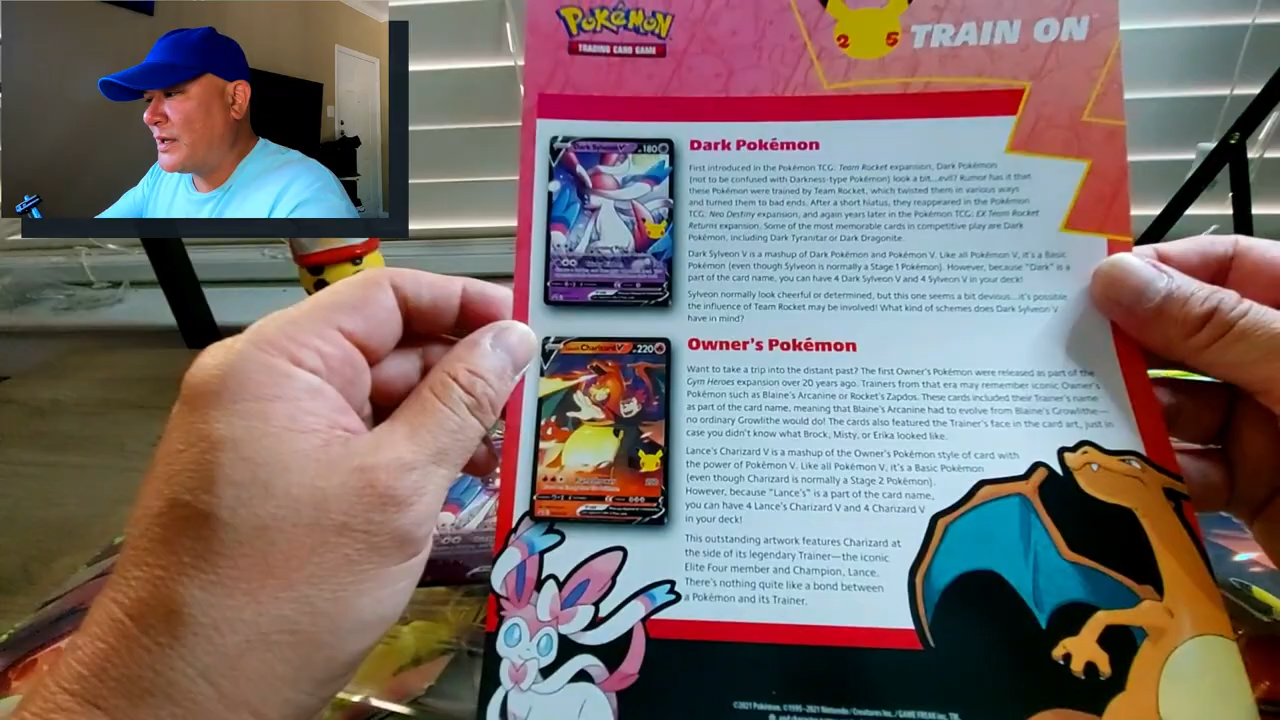 POKÉMON
TRADING CARD GAME
25
TRAIN ON
Dark Pokémon
First introduced in the Pokémon TCG: Team Rocket expansion, Dark Pokémon
(not to be confused with Darkness-type Pokémon) look a bit...evil? Rumor has it that
these Pokémon were trained by Team Rocket, which twisted them in various ways
and turned them to bad ends. After a short hiatus, they reappeared in the Pokémon
TCG: Neo Destiny expansion, and again years later in the Pokémon TCG: EX Team Rocket
Returns expansion. Some of the most memorable cards in competitive play are Dark
Pokémon, including Dark Tyranitar or Dark Dragonite.
Dark Sylveon V is a mashup of Dark Pokémon and Pokémon V. Like all Pokémon V, it's a Basic
Pokémon (even though Sylveon is normally a Stage 1 Pokémon). However, because "Dark" is a
part of the card name, you can have 4 Dark Sylveon V and 4 Sylveon V in your deck!
Sylveon normally look cheerful or determined, but this one seems a bit devious...it's possible
the influence of Team Rocket may be involved! What kind of schemes does Dark Sylveon V
have in mind?
Dark Sylveon V 180
Owner's Pokémon
Want to take a trip into the distant past? The first Owner's Pokémon were released as part of the
Gym Heroes expansion over 20 years ago. Trainers from that era may remember iconic Owner's
Pokémon such as Blaine's Arcanine or Rocket's Zapdos. These cards included their Trainer's name
as part of the card name, meaning that Blaine's Arcanine had to evolve from Blaine's Growlithe—
no ordinary Growlithe would do! The cards also featured the Trainer's face in the card art, just in
case you didn't know what Brock, Misty, or Erika looked like.
Lance's Charizard V is a mashup of the Owner's Pokémon style of card with
the power of Pokémon V. Like all Pokémon V, it's a Basic Pokémon
(even though Charizard is normally a Stage 2 Pokémon).
However, because "Lance's" is a part of the card name,
you can have 4 Lance's Charizard V and 4 Charizard V
in your deck!
This outstanding artwork features Charizard at
the side of its legendary Trainer—the iconic
Elite Four member and Champion, Lance.
There's nothing quite like a bond between
a Pokémon and its Trainer.
Charizard V 220
©2021 Pokémon. ©1995–2021 Nintendo / Creatures Inc. / GAME FREAK inc. TM,